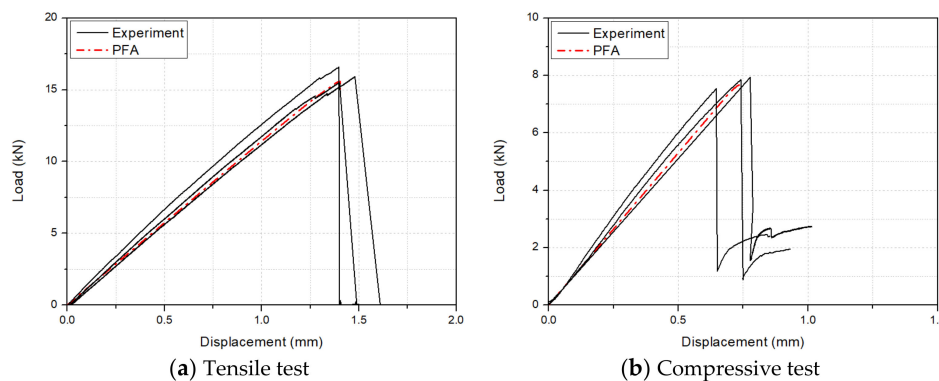 20
15
10
5
0
Load (kN)
0.0 0.5 1.0 1.5 2.0
Displacement (mm)
Experiment
PFA
(a) Tensile test
10
8
6
4
2
0
Load (kN)
0.0 0.5 1.0 1.
Displacement (mm)
Experiment
PFA
(b) Compressive test